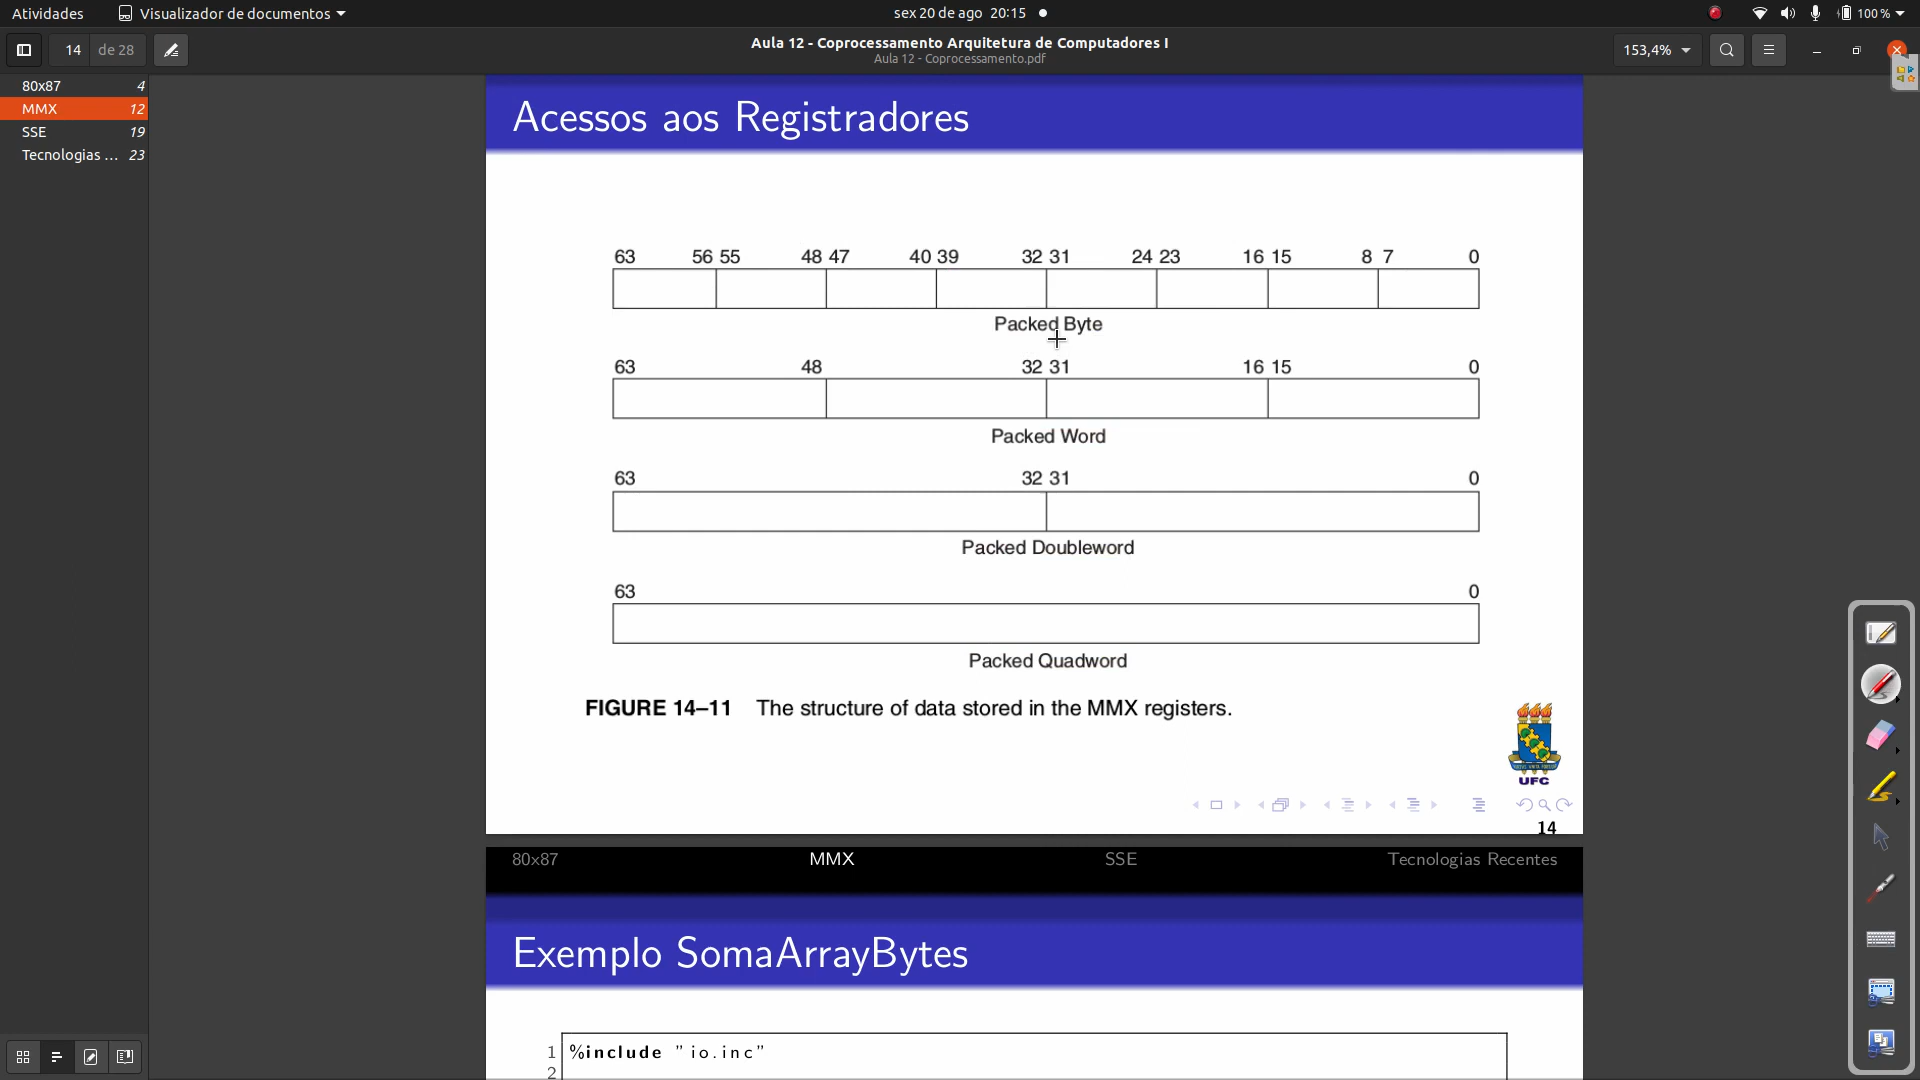 Atividades Visualizador de documentos sex 20 de ago 20:15 100 %
14 de 28 Aula 12 - Coprocessamento Arquitetura de Computadores I 153,4%
Aula 12 - Coprocessamento.pdf
80x87 4
MMX 12
SSE 19
Tecnologias ... 23
Acessos aos Registradores
63 56 55 48 47 40 39 32 31 24 23 16 15 8 7 0
Packed Byte
63 48 32 31 16 15 0
Packed Word
63 32 31 0
Packed Doubleword
63 0
Packed Quadword
FIGURE 14–11 The structure of data stored in the MMX registers.
UFC
14
80x87 MMX SSE Tecnologias Recentes
Exemplo SomaArrayBytes
1 %include "io.inc"
2